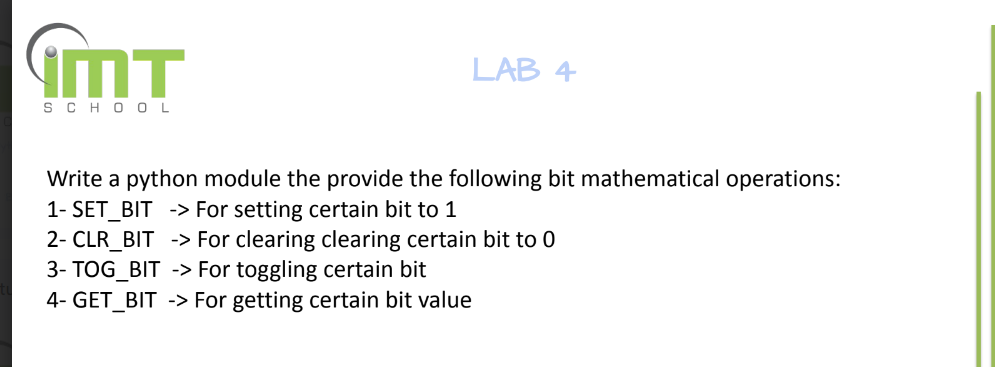 iMT
SCHOOL
LAB 4
Write a python module the provide the following bit mathematical operations:
1- SET_BIT -> For setting certain bit to 1
2- CLR_BIT -> For clearing clearing certain bit to 0
3- TOG_BIT -> For toggling certain bit
4- GET_BIT -> For getting certain bit value